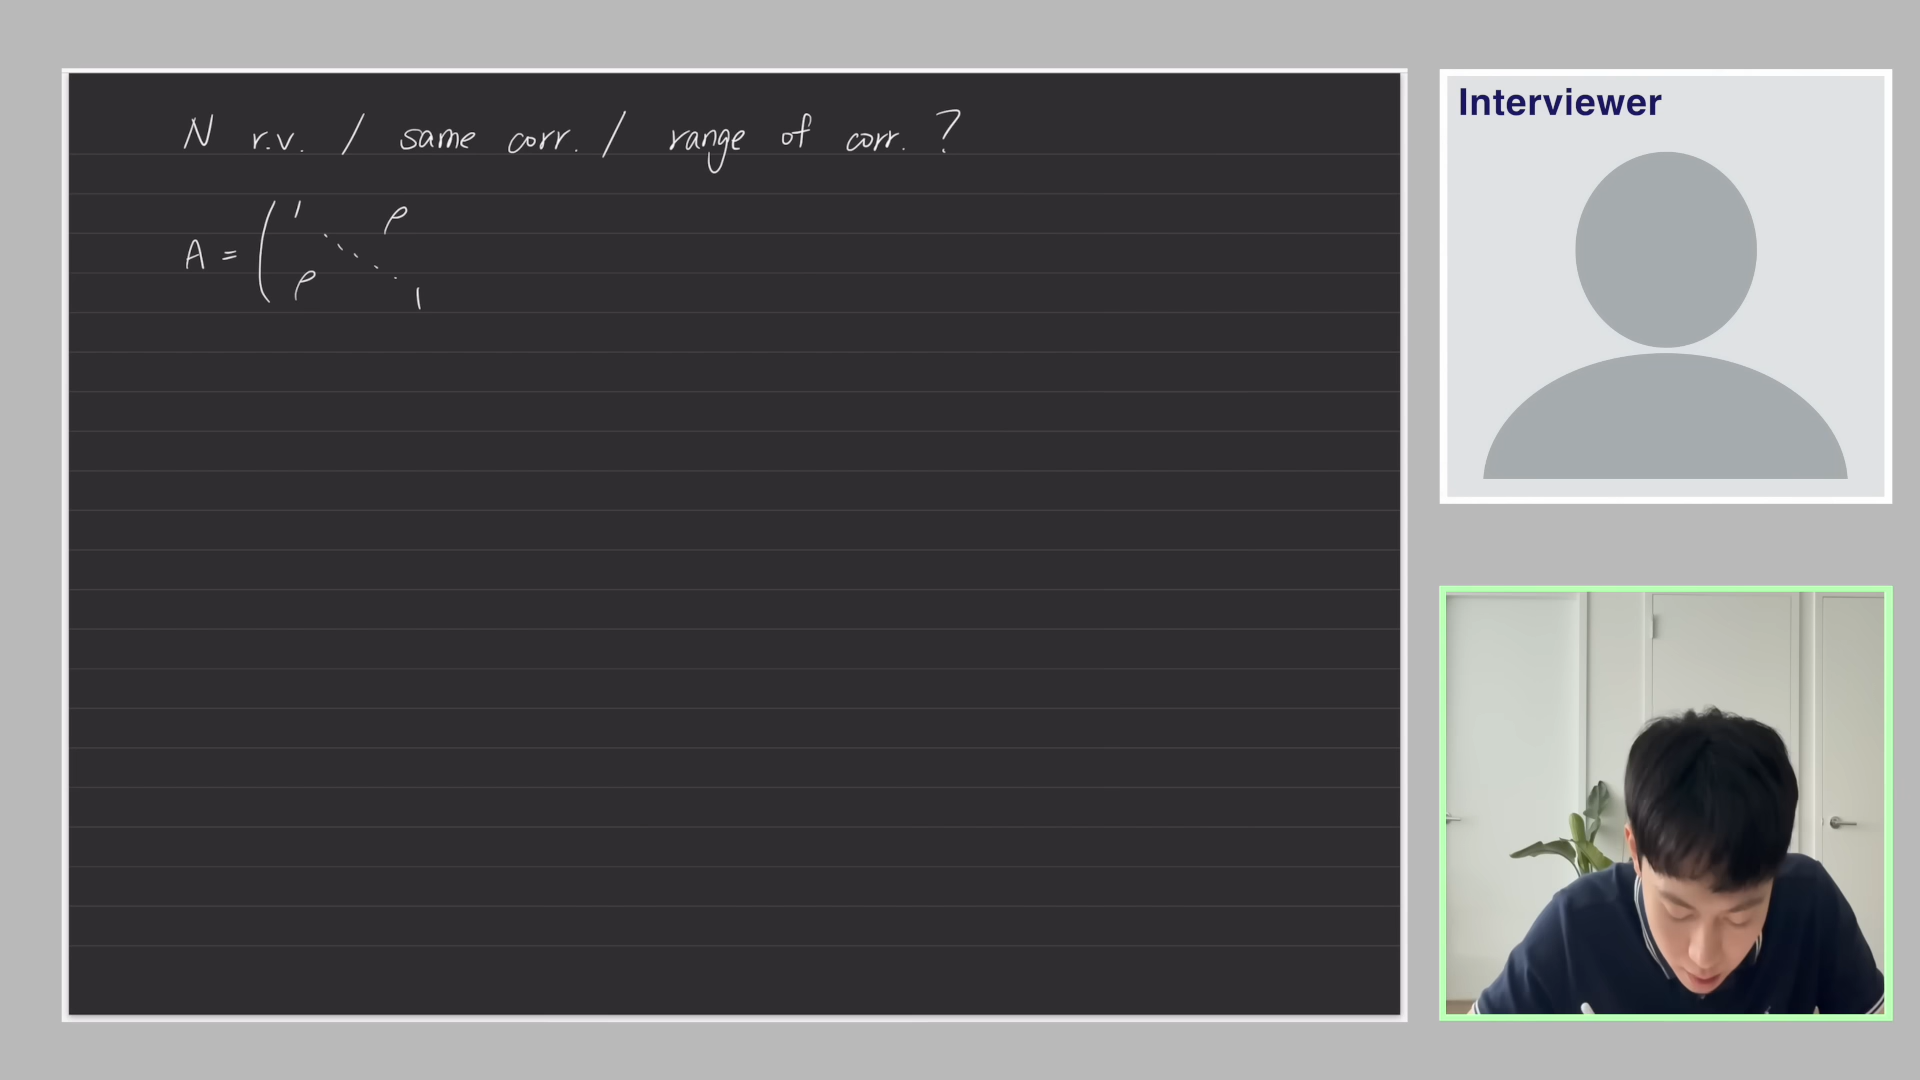 N r.v. / same corr. / range of corr. ?
1 ρ
A = (
ρ 1
Interviewer